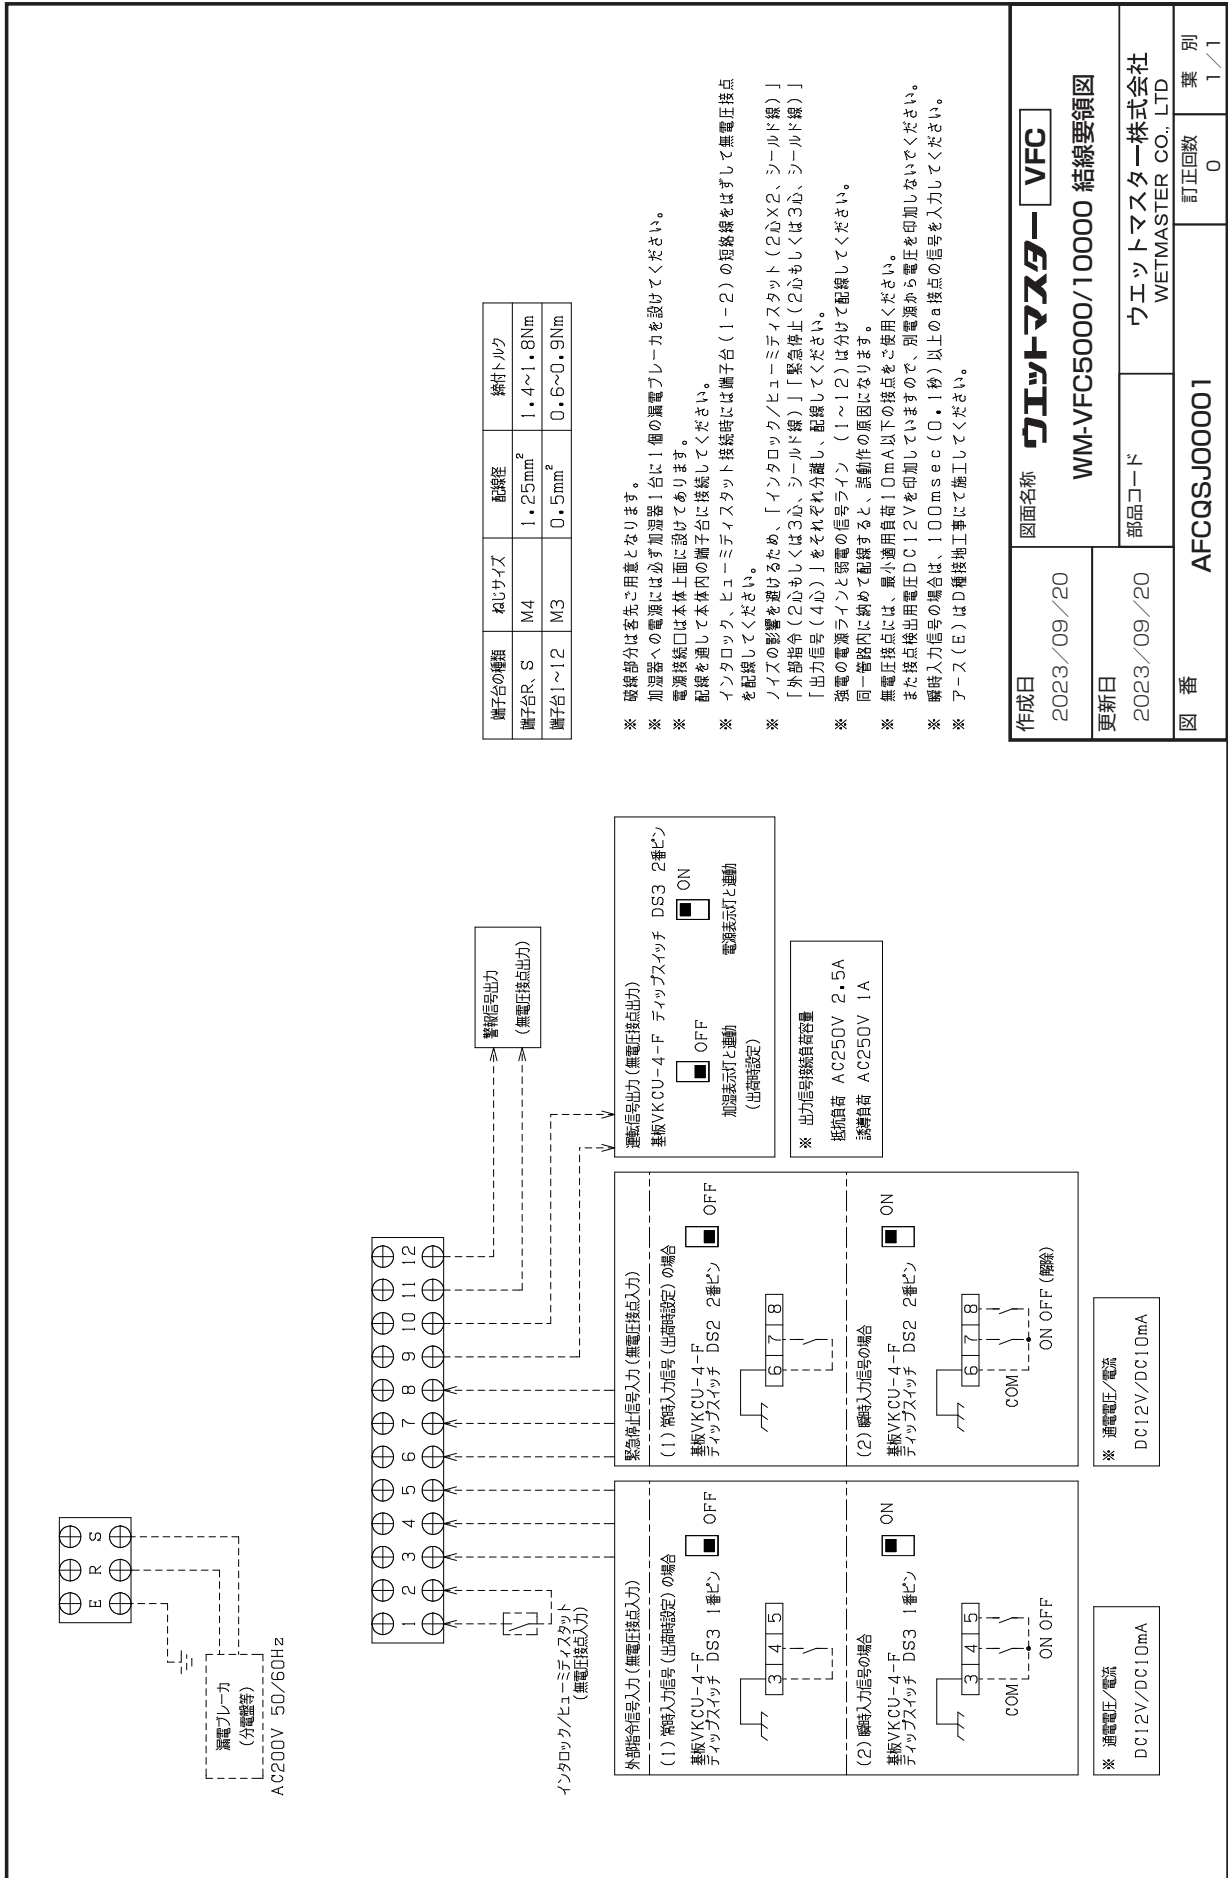 E R S
漏電ブレーカ
(分電盤等)
AC200V 50/60Hz
1 2 3 4 5 6 7 8 9 10 11 12
インタロック/ヒューミディスタット
(無電圧接点入力)
警報信号出力
(無電圧接点出力)
外部指令信号入力(無電圧接点入力)
(1)常時入力信号(出荷時設定)の場合
基板VKCU-4-F
ディップスイッチ DS3 1番ピン
OFF
3 4 5
(2)瞬時入力信号の場合
基板VKCU-4-F
ディップスイッチ DS3 1番ピン
ON
3 4 5
COM
ON OFF
※ 通電電圧/電流
DC12V/DC10mA
緊急停止信号入力(無電圧接点入力)
(1)常時入力信号(出荷時設定)の場合
基板VKCU-4-F
ディップスイッチ DS2 2番ピン
OFF
6 7 8
(2)瞬時入力信号の場合
基板VKCU-4-F
ディップスイッチ DS2 2番ピン
ON
6 7 8
COM
ON OFF(解除)
※ 通電電圧/電流
DC12V/DC10mA
運転信号出力(無電圧接点出力)
基板VKCU-4-F ディップスイッチ DS3 2番ピン
OFF
ON
加湿表示灯と連動
(出荷時設定)
電源表示灯と連動
※ 出力信号接続負荷容量
抵抗負荷 AC250V 2.5A
誘導負荷 AC250V 1A
端子台の種類 ねじサイズ 配線径 締付トルク
端子台R、S M4 1.25mm² 1.4~1.8Nm
端子台1~12 M3 0.5mm² 0.6~0.9Nm
※ 破線部分は客先ご用意となります。
※ 加湿器への電源には必ず加湿器1台に1個の漏電ブレーカを設けてください。
※ 電源接続口は本体上面に設けてあります。
配線を通して本体内の端子台に接続してください。
※ インタロック、ヒューミディスタット接続時には端子台(1-2)の短絡線をはずして無電圧接点
を配線してください。
※ ノイズの影響を避けるため、「インタロック/ヒューミディスタット(2心×2、シールド線)」
「外部指令(2心もしくは3心、シールド線)」「緊急停止(2心もしくは3心、シールド線)」
「出力信号(4心)」をそれぞれ分離し、配線してください。
※ 強電の電源ラインと弱電の信号ライン (1~12)は分けて配線してください。
同一管路内に納めて配線すると、誤動作の原因になります。
※ 無電圧接点には、最小適用負荷10mA以下の接点をご使用ください。
また接点検出用電圧DC12Vを印加していますので、別電源から電圧を印加しないでください。
※ 瞬時入力信号の場合は、100msec(0.1秒)以上のa接点の信号を入力してください。
※ アース(E)はD種接地工事にて施工してください。
作成日
2023/09/20
更新日
2023/09/20
図面名称
ウエットマスター VFC
WM-VFC5000/10000 結線要領図
部品コード
ウエットマスター株式会社
WETMASTER CO., LTD
図 番
AFCQSJ00001
訂正回数
0
葉 別
1/1